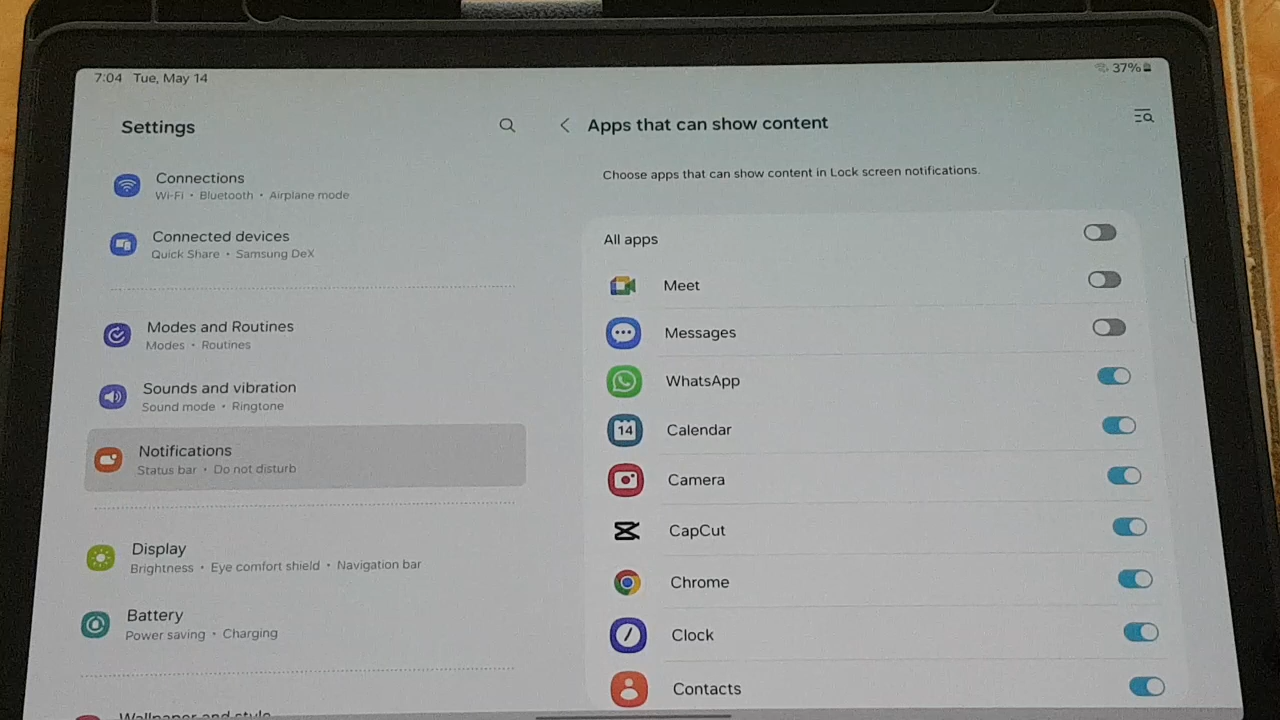 7:04 Tue, May 14
37%
Settings
Connections
Wi-Fi • Bluetooth • Airplane mode
Connected devices
Quick Share • Samsung DeX
Modes and Routines
Modes • Routines
Sounds and vibration
Sound mode • Ringtone
Notifications
Status bar • Do not disturb
Display
Brightness • Eye comfort shield • Navigation bar
Battery
Power saving • Charging
Wallpaper and style
Apps that can show content
Choose apps that can show content in Lock screen notifications.
All apps
Meet
Messages
WhatsApp
14
Calendar
Camera
CapCut
Chrome
Clock
Contacts